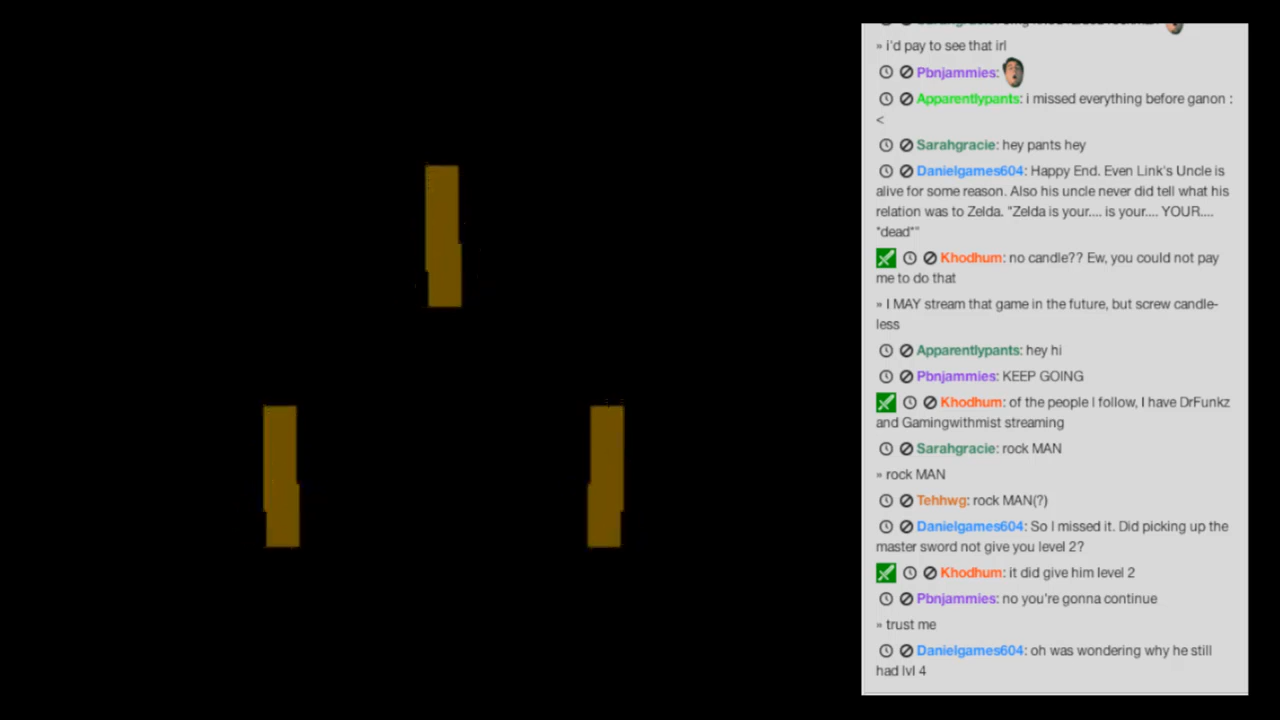 » i'd pay to see that irl
Pbnjammies:
Apparentlypants: i missed everything before ganon :
<
Sarahgracie: hey pants hey
Danielgames604: Happy End. Even Link's Uncle is
alive for some reason. Also his uncle never did tell what his
relation was to Zelda. "Zelda is your.... is your.... YOUR....
*dead*"
Khodhum: no candle?? Ew, you could not pay
me to do that
» I MAY stream that game in the future, but screw candle-
less
Apparentlypants: hey hi
Pbnjammies: KEEP GOING
Khodhum: of the people I follow, I have DrFunkz
and Gamingwithmist streaming
Sarahgracie: rock MAN
» rock MAN
Tehhwg: rock MAN(?)
Danielgames604: So I missed it. Did picking up the
master sword not give you level 2?
Khodhum: it did give him level 2
Pbnjammies: no you're gonna continue
» trust me
Danielgames604: oh was wondering why he still
had lvl 4